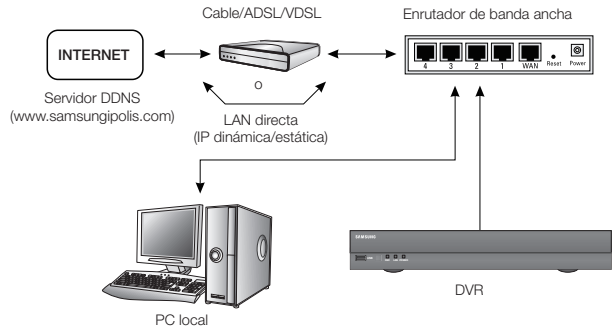 Cable/ADSL/VDSL
Enrutador de banda ancha
INTERNET
4 3 2 1 WAN Reset Power
o
Servidor DDNS
(www.samsungipolis.com)
LAN directa
(IP dinámica/estática)
SAMSUNG
DVR
PC local